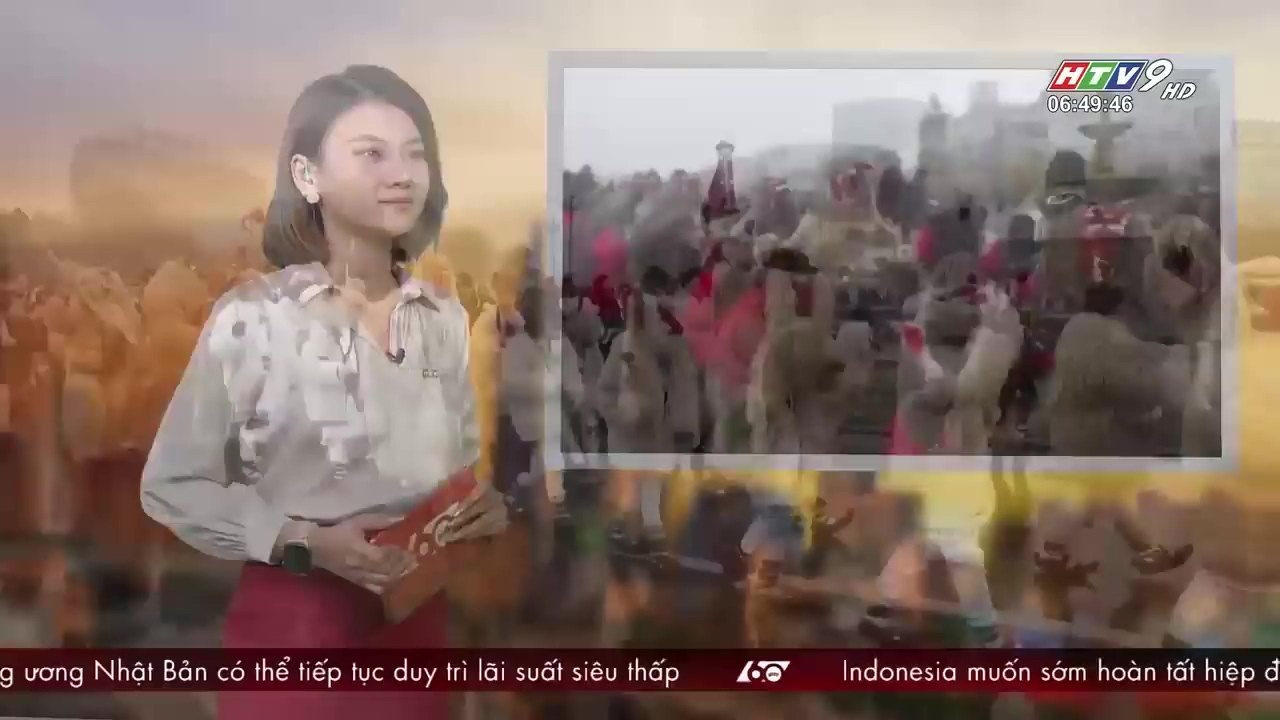 HTV9 HD
06:49:46
ương Nhật Bản có thể tiếp tục duy trì lãi suất siêu thấp
60
Indonesia muốn sớm hoàn tất hiệp